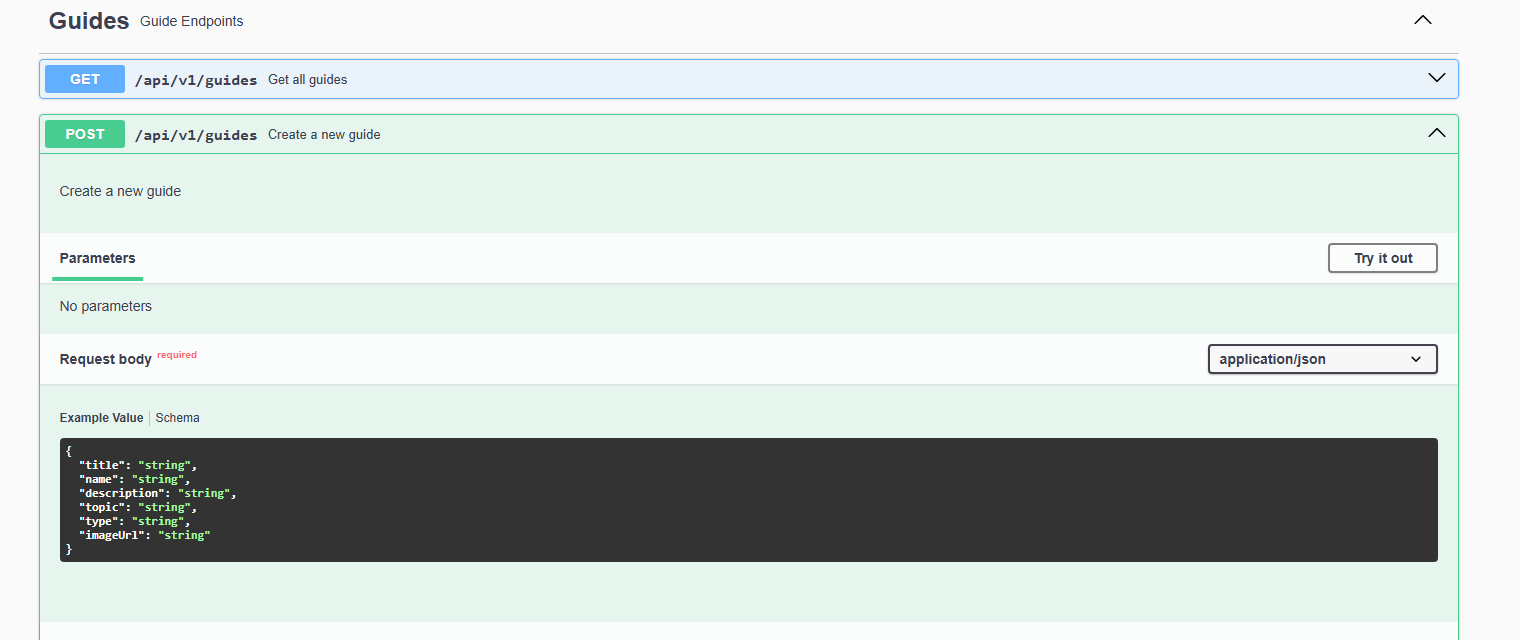 Guides Guide Endpoints
GET /api/v1/guides Get all guides
POST /api/v1/guides Create a new guide
Create a new guide
Parameters Try it out
No parameters
Request body required application/json
Example Value Schema
{
"title": "string",
"name": "string",
"description": "string",
"topic": "string",
"type": "string",
"imageUrl": "string"
}